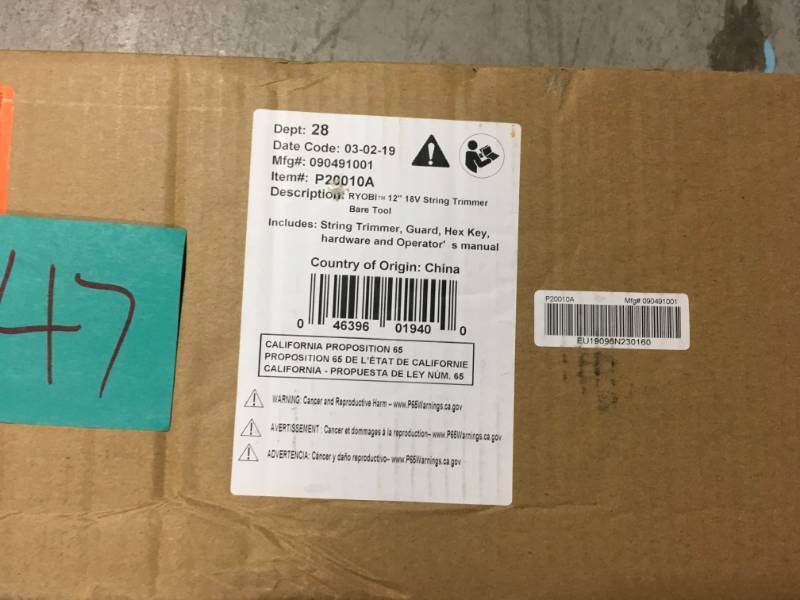 Dept: 28
Date Code: 03-02-19
Mfg#: 090491001
Item#: P20010A
Description: RYOBI™ 12" 18V String Trimmer
Bare Tool
Includes: String Trimmer, Guard, Hex Key,
hardware and Operator' s manual
Country of Origin: China
0 46396 01940 0
CALIFORNIA PROPOSITION 65
PROPOSITION 65 DE L'ÉTAT DE CALIFORNIE
CALIFORNIA - PROPUESTA DE LEY NÚM. 65
WARNING: Cancer and Reproductive Harm – www.P65Warnings.ca.gov
AVERTISSEMENT : Cancer et dommages à la reproduction– www.P65Warnings.ca.gov
ADVERTENCIA: Cáncer y daño reproductivo– www.P65Warnings.ca.gov
P20010A Mfg#:090491001
EU19096N230160
47